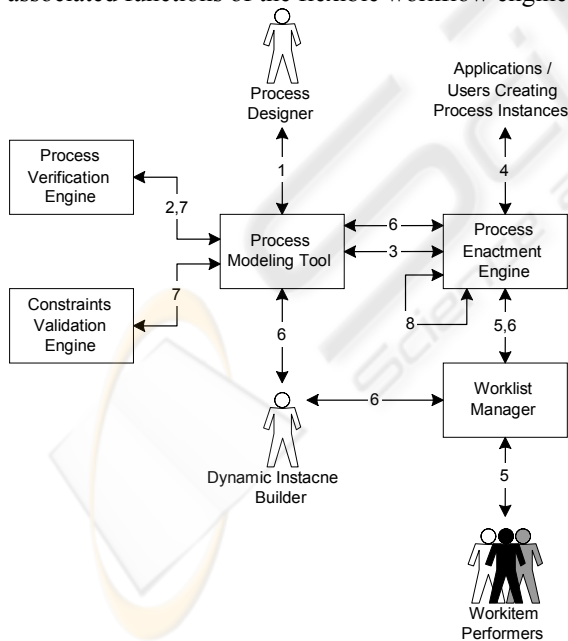 associated functions of the flexible workflow engine
Process
Designer
Applications /
Users Creating
Process Instances
Process
Verification
Engine
1
4
2,7
Process
Modeling Tool
6
3
Process
Enactment
Engine
7
Constraints
Validation
Engine
8
6
5,6
6
Worklist
Manager
Dynamic Instacne
Builder
5
Workitem
Performers